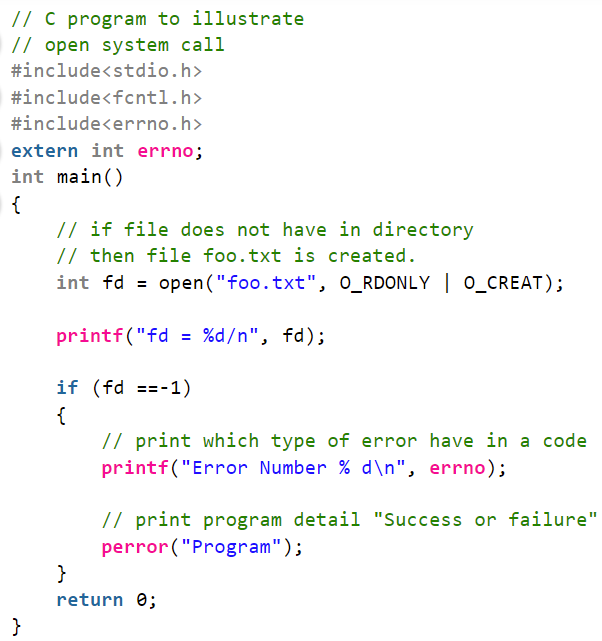 // C program to illustrate
// open system call
#include<stdio.h>
#include<fcntl.h>
#include<errno.h>
extern int errno;
int main()
{
    // if file does not have in directory
    // then file foo.txt is created.
    int fd = open("foo.txt", O_RDONLY | O_CREAT);

    printf("fd = %d/n", fd);

    if (fd ==-1)
    {
        // print which type of error have in a code
        printf("Error Number % d\n", errno);

        // print program detail "Success or failure"
        perror("Program");
    }
    return 0;
}